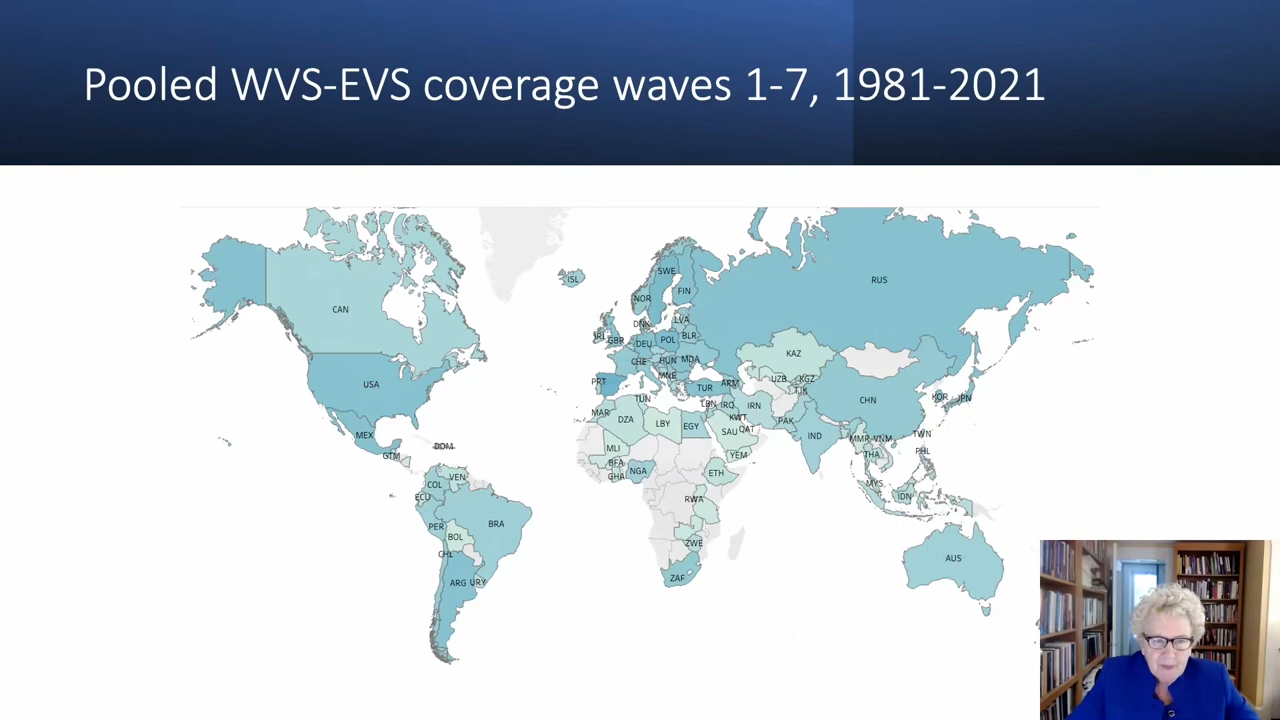 Pooled WVS-EVS coverage waves 1-7, 1981-2021
ISL
SWE
FIN
NOR
RUS
CAN
DNK
LVA
IRL
GBR
DEU
POL
BLR
CHE
HUN
MDA
KAZ
MNE
USA
PRT
TUR
ARM
UZB
KGZ
TJK
TUN
LBN
IRQ
IRN
CHN
KOR
JPN
MAR
DZA
LBY
EGY
KWT
PAK
SAU
QAT
IND
MEX
DOM
MMR
VNM
TWN
GTM
MLI
YEM
THA
PHL
BFA
GHA
NGA
ETH
VEN
COL
MYS
ECU
RWA
IDN
PER
BRA
BOL
ZWE
CHL
AUS
ARG
URY
ZAF